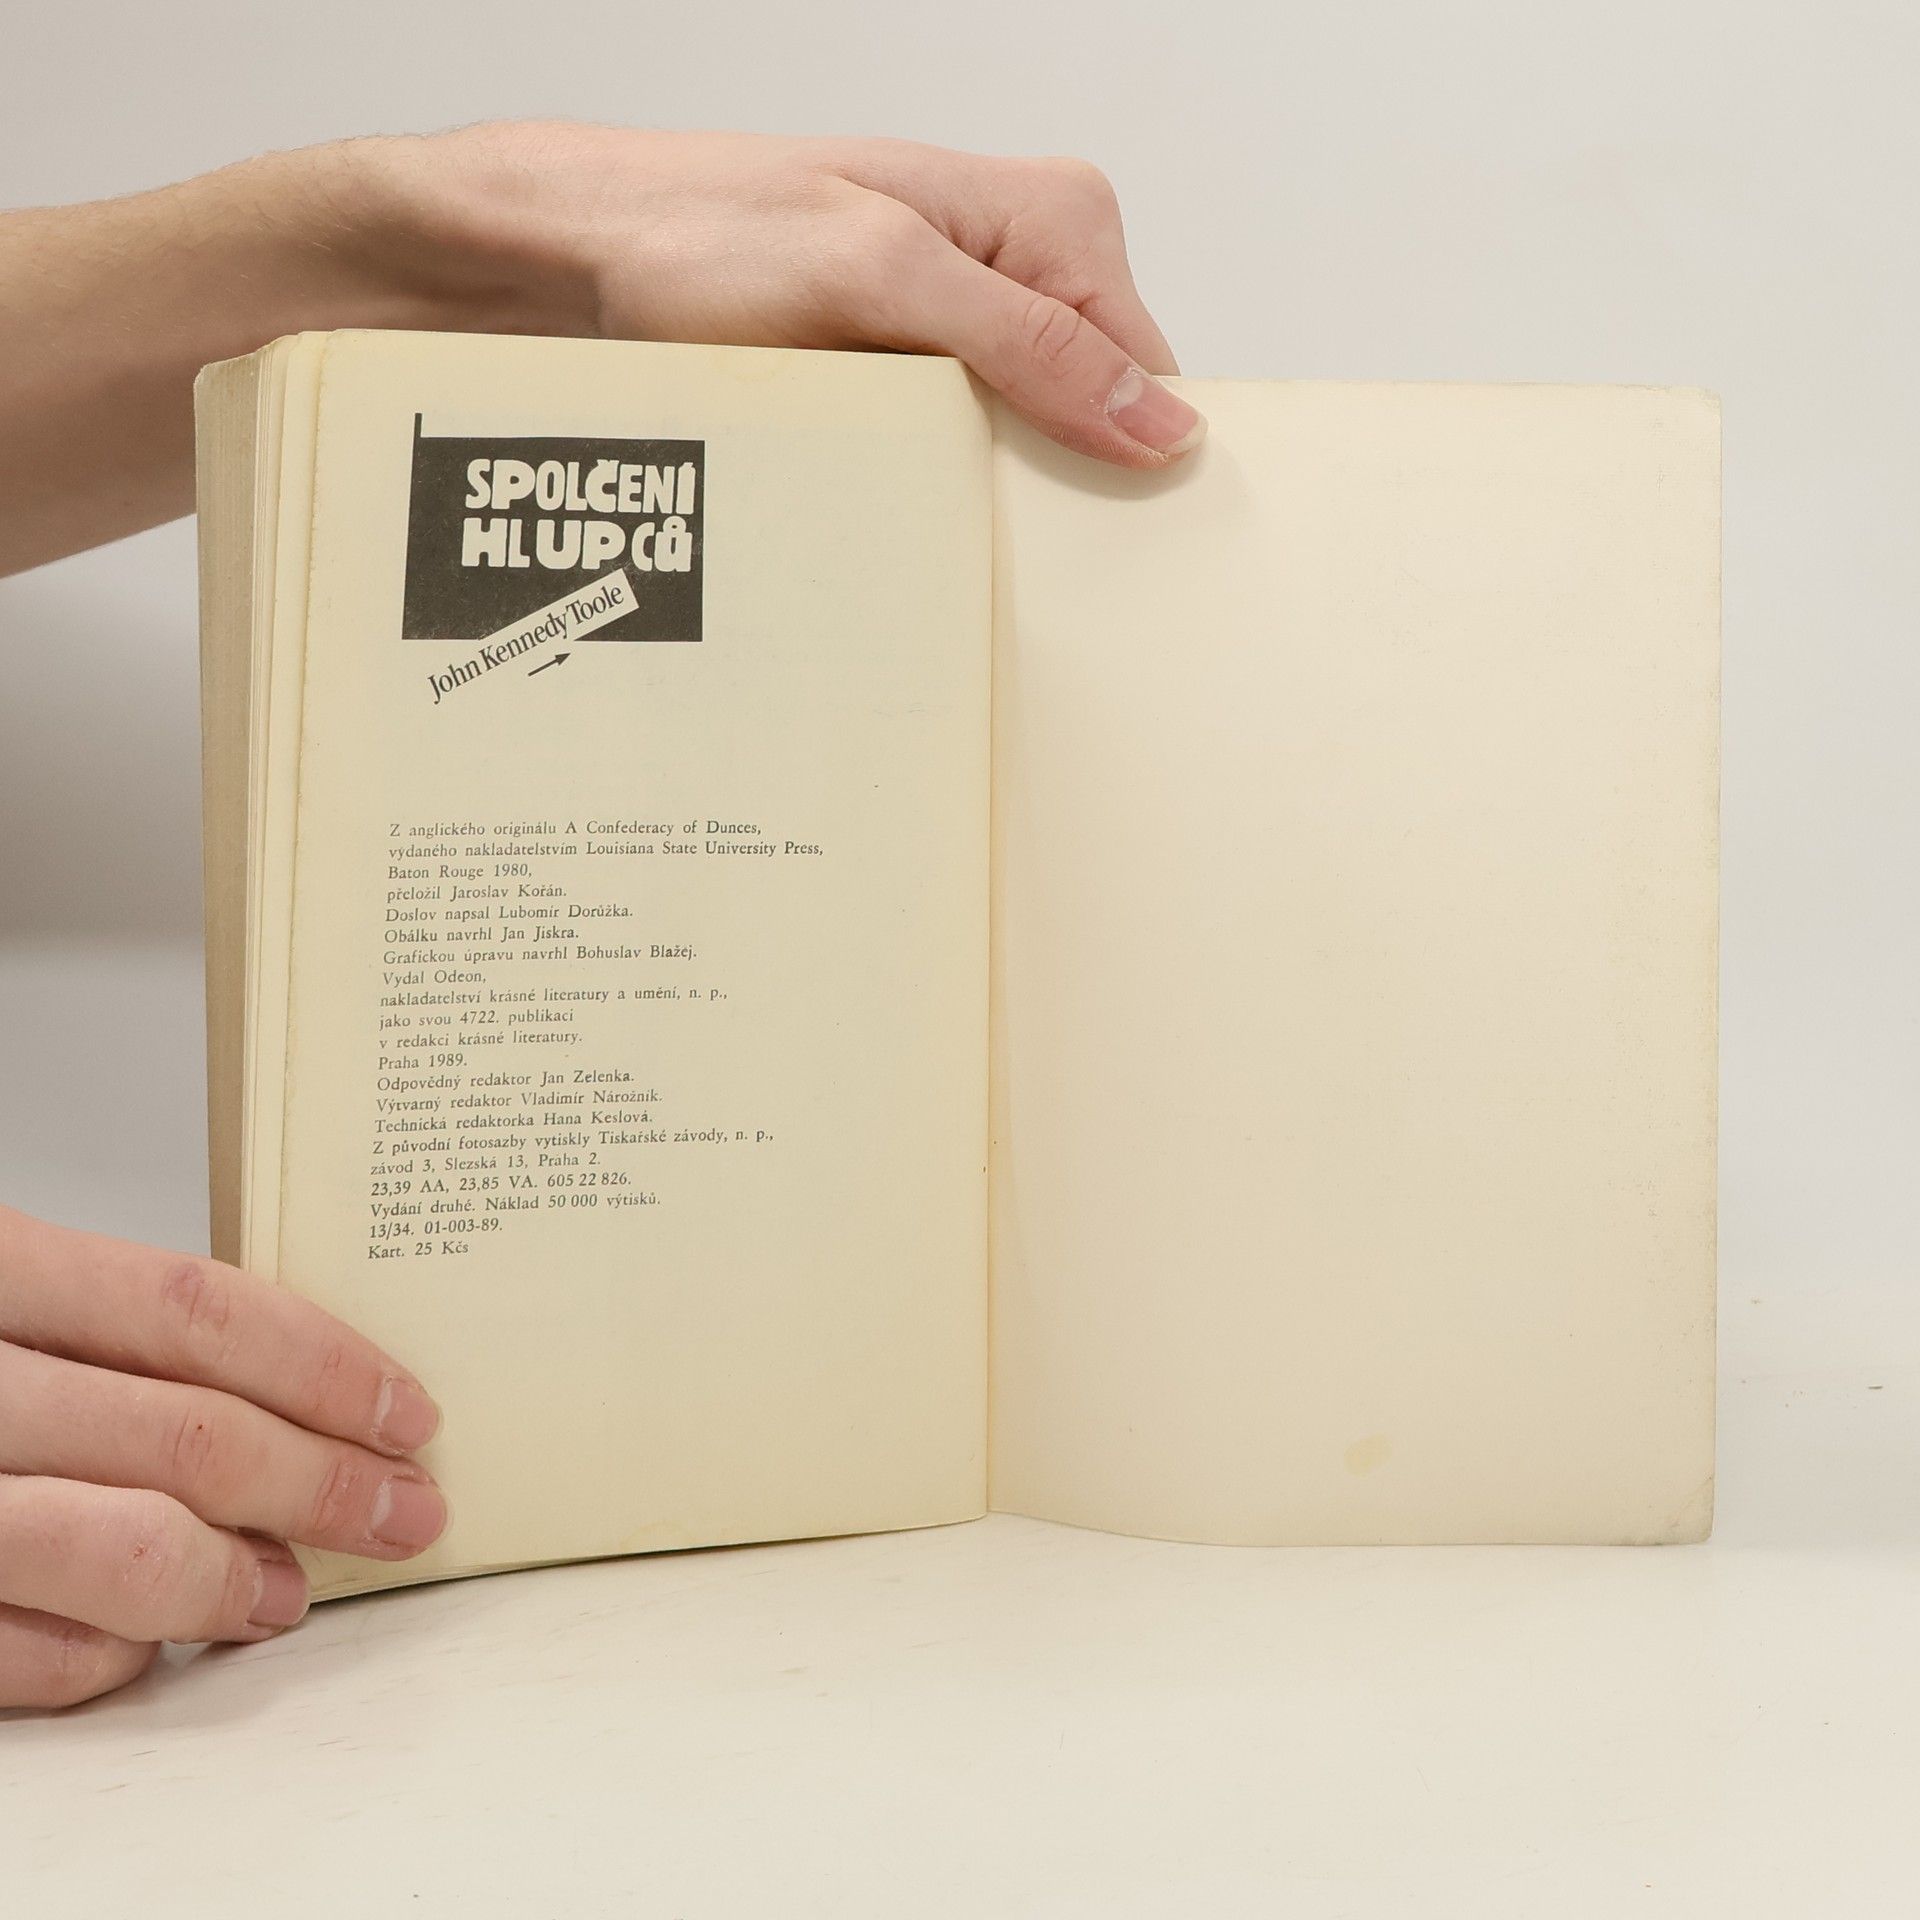 SPOLČENÍ
HLUPCŮ
John Kennedy Toole
Z anglického originálu A Confederacy of Dunces,
vydaného nakladatelstvím Louisiana State University Press,
Baton Rouge 1980,
přeložil Jaroslav Kořán.
Doslov napsal Lubomír Dorůžka.
Obálku navrhl Jan Jiskra.
Grafickou úpravu navrhl Bohuslav Blažej.
Vydal Odeon,
nakladatelství krásné literatury a umění, n. p.,
jako svou 4722. publikaci
v redakci krásné literatury.
Praha 1989.
Odpovědný redaktor Jan Zelenka.
Výtvarný redaktor Vladimír Nárožník.
Technická redaktorka Hana Keslová.
Z původní fotosazby vytiskly Tiskařské závody, n. p.,
závod 3, Slezská 13, Praha 2.
23,39 AA, 23,85 VA. 605 22 826.
Vydání druhé. Náklad 50 000 výtisků.
13/34. 01-003-89.
Kart. 25 Kčs